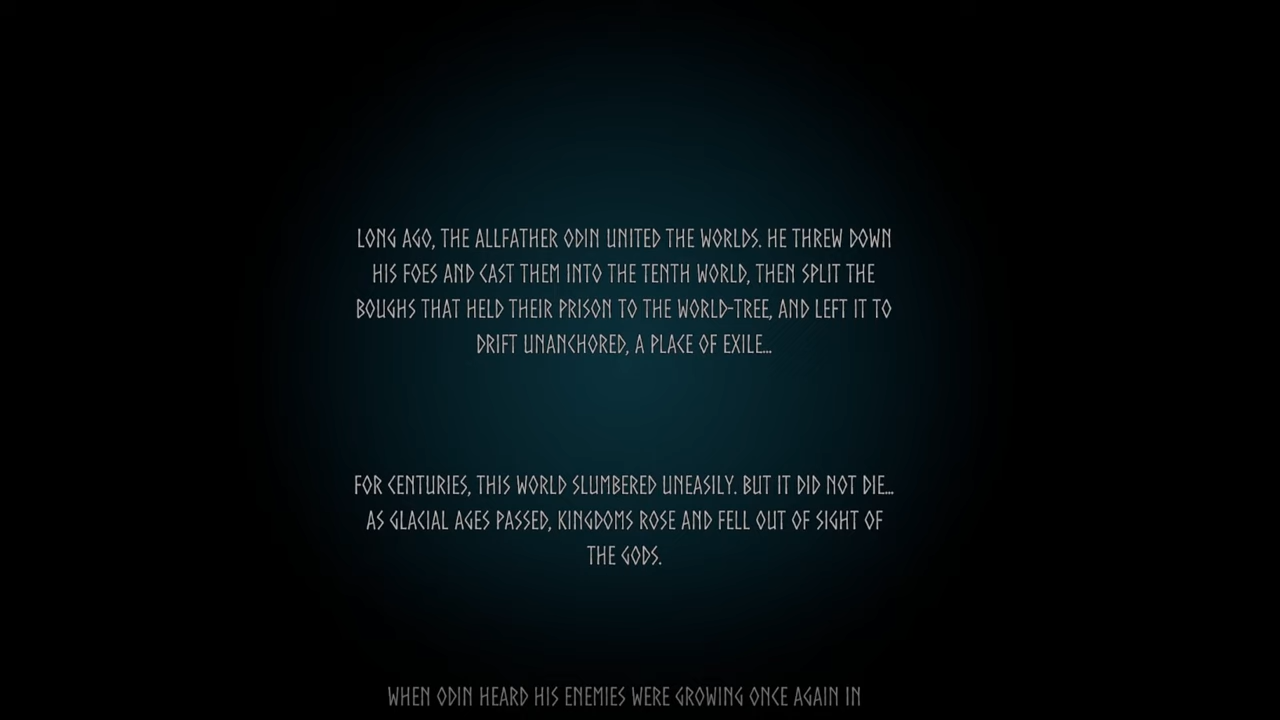 LONG AGO, THE ALLFATHER ODIN UNITED THE WORLDS. HE THREW DOWN
HIS FOES AND CAST THEM INTO THE TENTH WORLD, THEN SPLIT THE
BOUGHS THAT HELD THEIR PRISON TO THE WORLD-TREE, AND LEFT IT TO
DRIFT UNANCHORED, A PLACE OF EXILE...
FOR CENTURIES, THIS WORLD SLUMBERED UNEASILY. BUT IT DID NOT DIE...
AS GLACIAL AGES PASSED, KINGDOMS ROSE AND FELL OUT OF SIGHT OF
THE GODS.
WHEN ODIN HEARD HIS ENEMIES WERE GROWING ONCE AGAIN IN